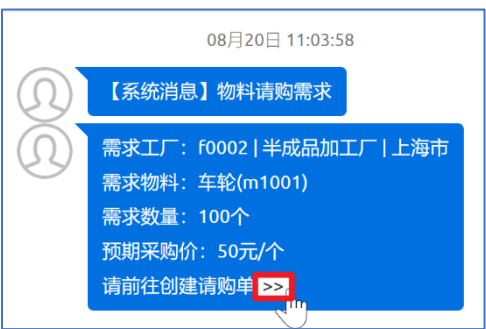 08月20日 11:03:58
【系统消息】物料请购需求
需求工厂：f0002 | 半成品加工厂 | 上海市
需求物料：车轮(m1001)
需求数量：100个
预期采购价：50元/个
请前往创建请购单 >>